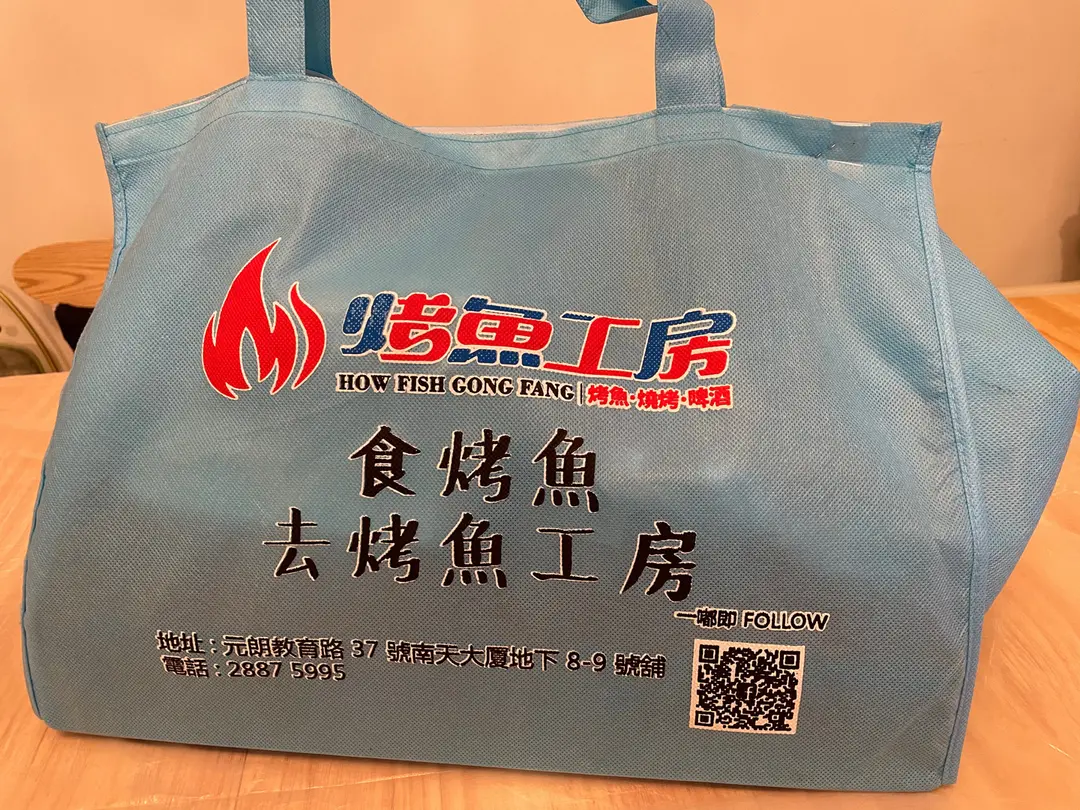 烤魚工房
HOW FISH GONG FANG | 烤魚·燒烤·啤酒
食烤魚
去烤魚工房
一嘟即 FOLLOW
地址 : 元朗教育路 37 號南天大廈地下 8-9 號舖
電話 : 2887 5995